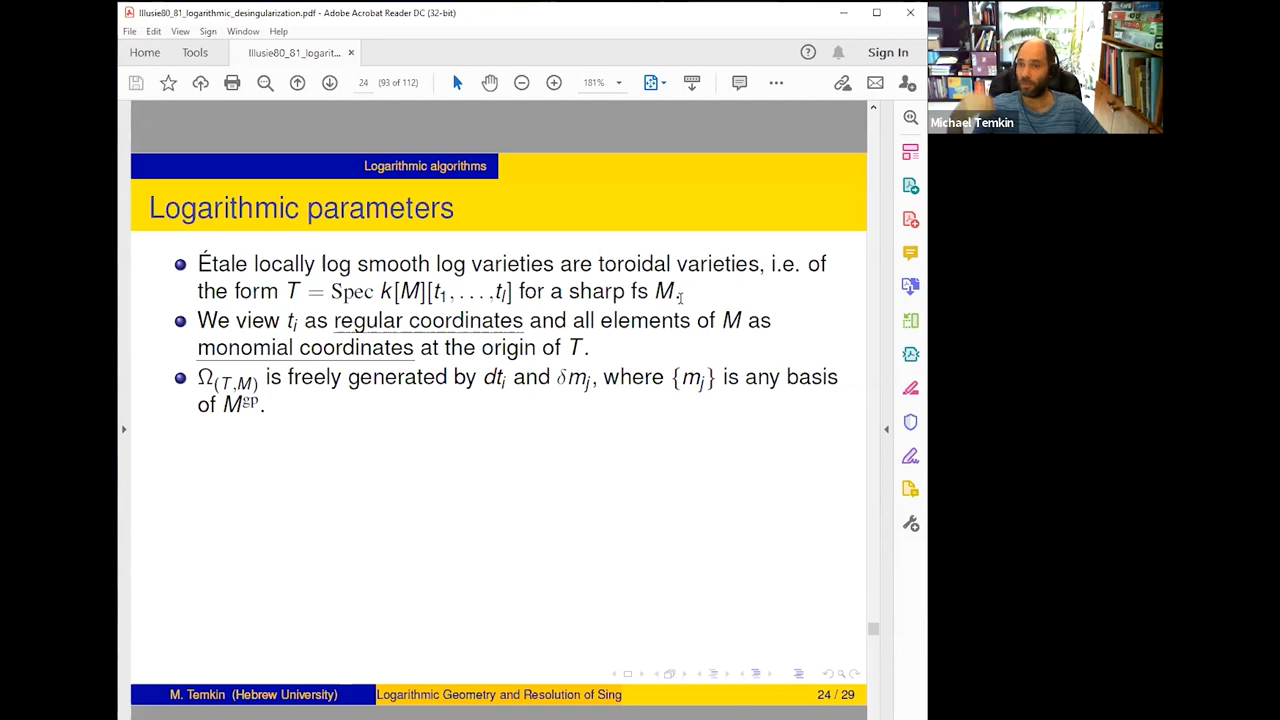 Illusie80_81_logarithmic_desingularization.pdf - Adobe Acrobat Reader DC (32-bit)
File Edit View Sign Window Help
Home Tools Illusie80_81_logarit... × Sign In
24 (93 of 112) 181%
Michael Temkin
Logarithmic algorithms
Logarithmic parameters
Étale locally log smooth log varieties are toroidal varieties, i.e. of
the form T = Spec k[M][t₁, . . . ,tₗ] for a sharp fs M.
We view tᵢ as regular coordinates and all elements of M as
monomial coordinates at the origin of T.
Ω(T,M) is freely generated by dtᵢ and δmⱼ, where {mⱼ} is any basis
of Mᵍᵖ.
M. Temkin (Hebrew University) Logarithmic Geometry and Resolution of Sing 24 / 29